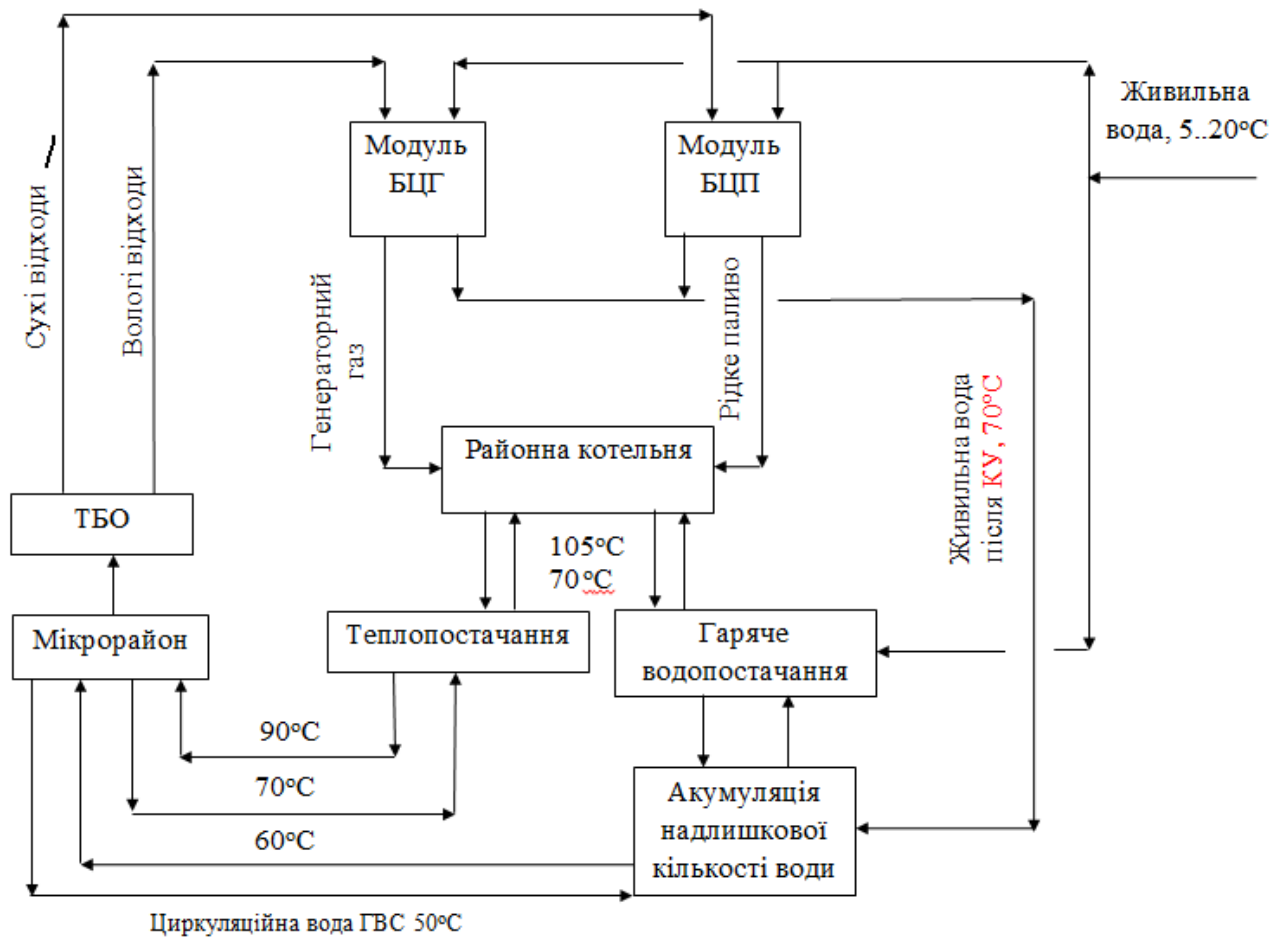 Живильна
вода, 5..20°C
Модуль
БЦГ
Модуль
БЦП
Сухі відходи
Вологі відходи
Генераторний
газ
Рідке паливо
Живильна вода
після КУ, 70°C
Районна котельня
ТБО
105°C
70°C
Мікрорайон
Теплопостачання
Гаряче
водопостачання
90°C
70°C
60°C
Акумуляція
надлишкової
кількості води
Циркуляційна вода ГВС 50°C